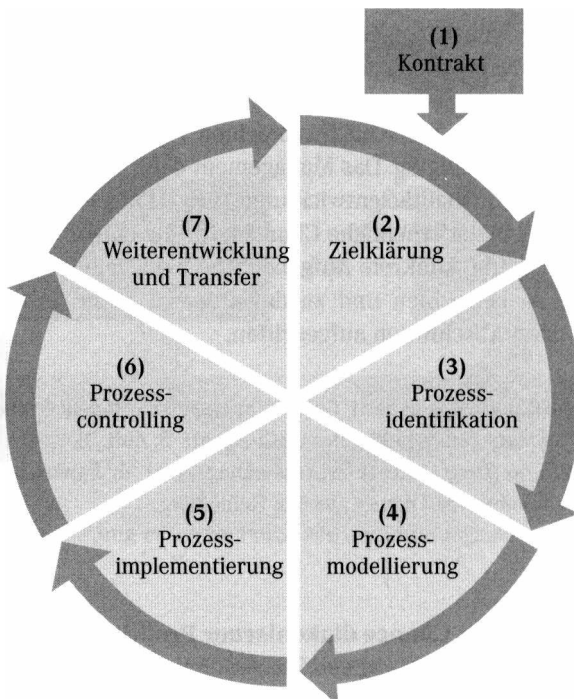 (1)
Kontrakt
(2)
Zielklärung
(3)
Prozess-
identifikation
(4)
Prozess-
modellierung
(5)
Prozess-
implementierung
(6)
Prozess-
controlling
(7)
Weiterentwicklung
und Transfer